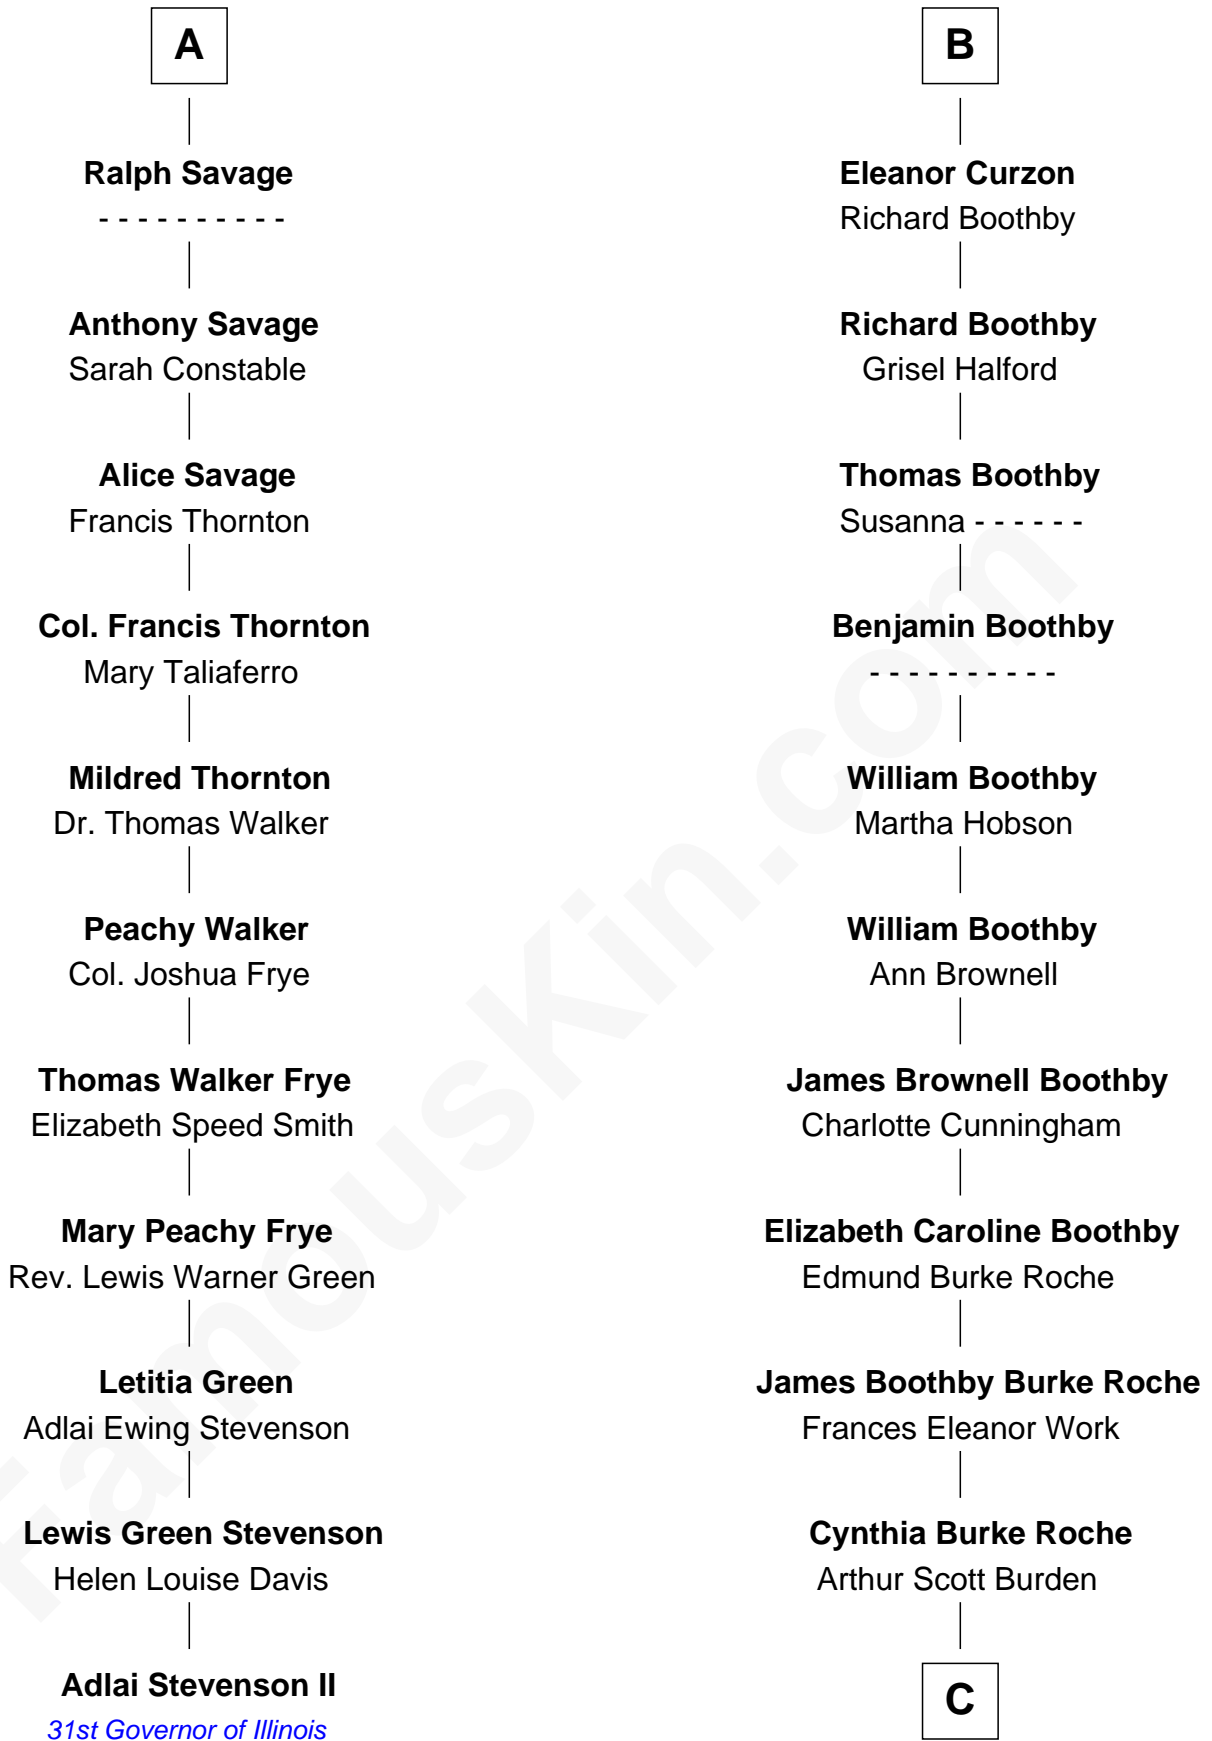 A
Ralph Savage
- - - - - - - - - -
Anthony Savage
Sarah Constable
Alice Savage
Francis Thornton
Col. Francis Thornton
Mary Taliaferro
Mildred Thornton
Dr. Thomas Walker
Peachy Walker
Col. Joshua Frye
Thomas Walker Frye
Elizabeth Speed Smith
Mary Peachy Frye
Rev. Lewis Warner Green
Letitia Green
Adlai Ewing Stevenson
Lewis Green Stevenson
Helen Louise Davis
Adlai Stevenson II
31st Governor of Illinois
B
Eleanor Curzon
Richard Boothby
Richard Boothby
Grisel Halford
Thomas Boothby
Susanna - - - - - -
Benjamin Boothby
- - - - - - - - - -
William Boothby
Martha Hobson
William Boothby
Ann Brownell
James Brownell Boothby
Charlotte Cunningham
Elizabeth Caroline Boothby
Edmund Burke Roche
James Boothby Burke Roche
Frances Eleanor Work
Cynthia Burke Roche
Arthur Scott Burden
C
FamousKin.com